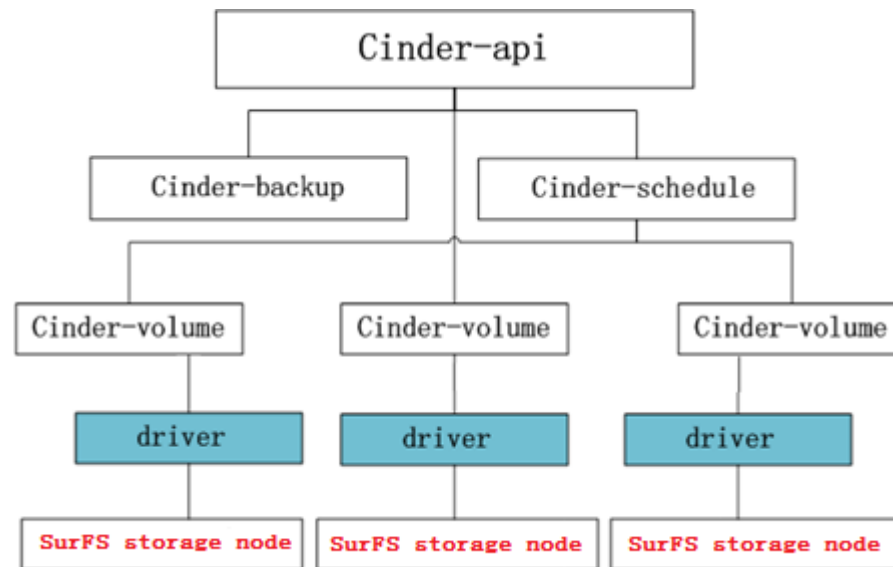 Cinder-api
Cinder-backup
Cinder-schedule
Cinder-volume
Cinder-volume
Cinder-volume
driver
driver
driver
SurFS storage node
SurFS storage node
SurFS storage node